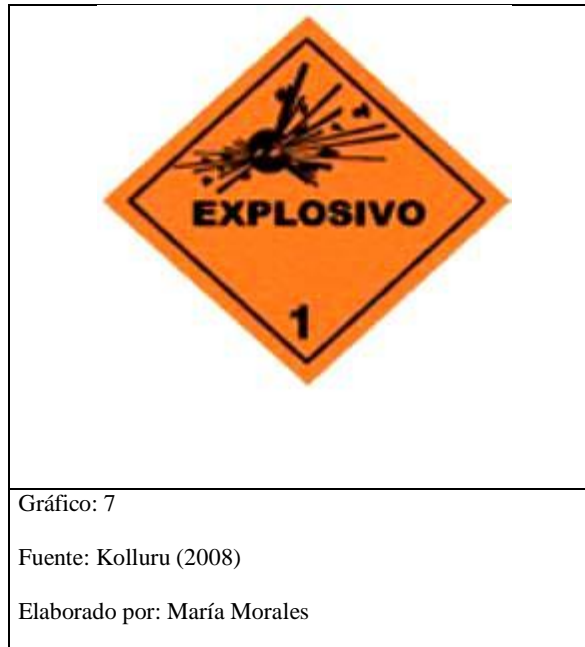 EXPLOSIVO
1
Gráfico: 7
Fuente: Kolluru (2008)
Elaborado por: María Morales